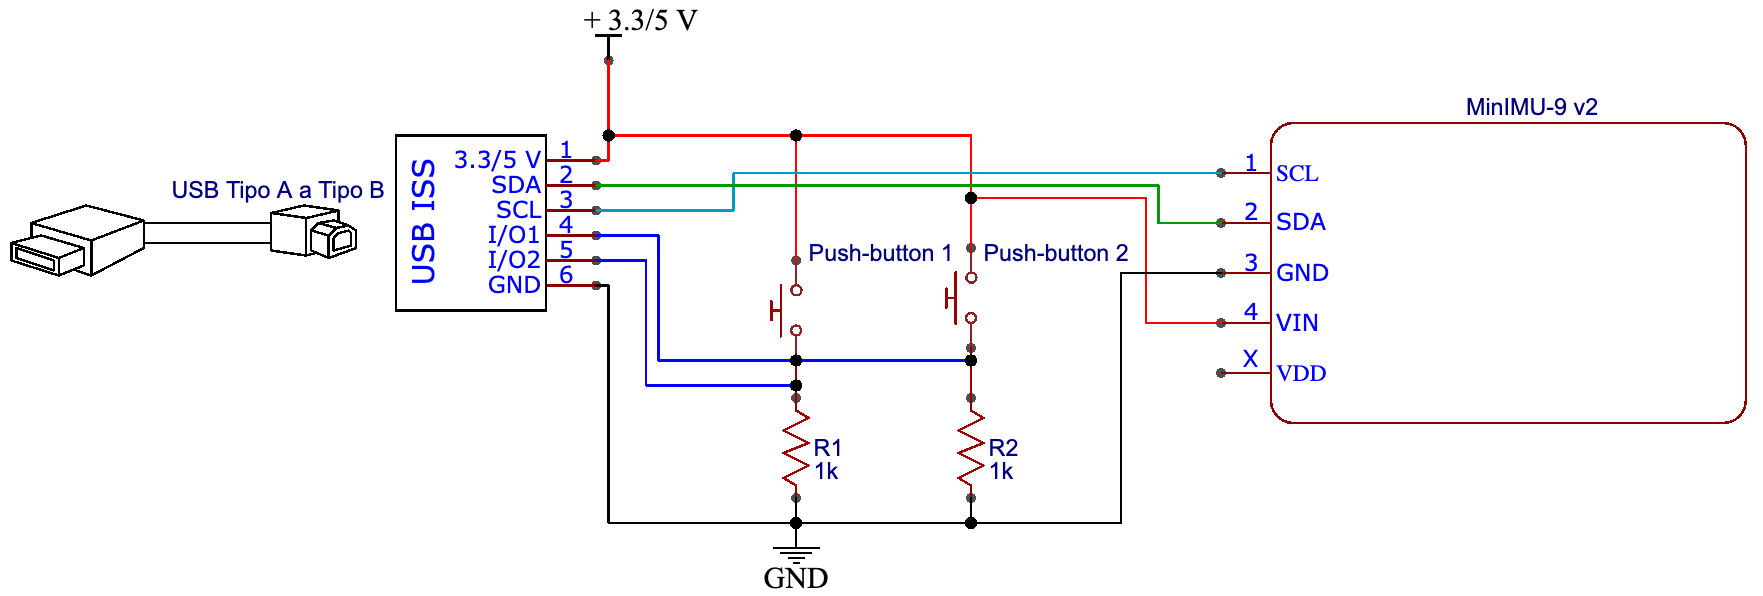 + 3.3/5 V
MinIMU-9 v2
USB Tipo A a Tipo B
USB ISS
3.3/5 V 1
SDA 2
SCL 3
I/O1 4
I/O2 5
GND 6
Push-button 1
Push-button 2
1 SCL
2 SDA
3 GND
4 VIN
X VDD
R1
1k
R2
1k
GND